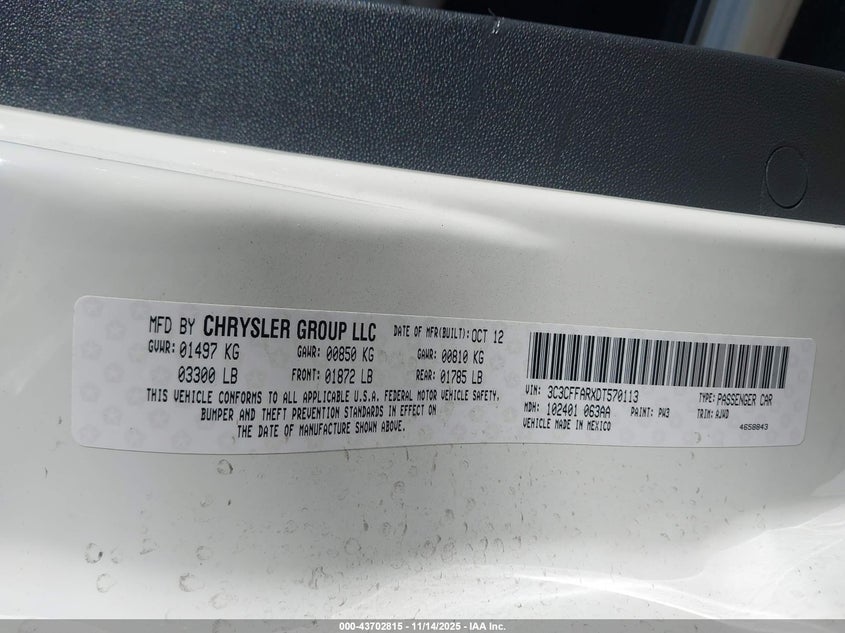 MFD BY CHRYSLER GROUP LLC DATE OF MFR(BUILT): OCT 12
GVWR: 01497 KG GAWR: 00850 KG GAWR: 00810 KG
03300 LB FRONT: 01872 LB REAR: 01785 LB
THIS VEHICLE CONFORMS TO ALL APPLICABLE U.S.A. FEDERAL MOTOR VEHICLE SAFETY,
BUMPER AND THEFT PREVENTION STANDARDS IN EFFECT ON
THE DATE OF MANUFACTURE SHOWN ABOVE.
VIN: 3C3CFFARXDT570113 TYPE: PASSENGER CAR
MDH: 102401 063AA PAINT: PW3 TRIM: AJWD
VEHICLE MADE IN MEXICO 4658843
000-43702815 - 11/14/2025 - IAA Inc.